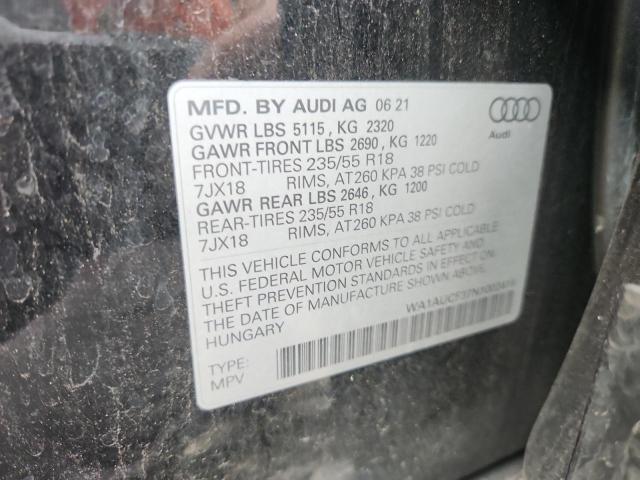 MFD. BY AUDI AG 06 21
GVWR LBS 5115, KG 2320
GAWR FRONT LBS 2690, KG 1220
FRONT-TIRES 235/55 R18
7JX18 RIMS, AT260 KPA 38 PSI COLD
GAWR REAR LBS 2646, KG 1200
REAR-TIRES 235/55 R18
7JX18 RIMS, AT260 KPA 38 PSI COLD
THIS VEHICLE CONFORMS TO ALL APPLICABLE
U.S. FEDERAL MOTOR VEHICLE SAFETY AND
THEFT PREVENTION STANDARDS IN EFFECT ON
THE DATE OF MANUFACTURE SHOWN ABOVE.
HUNGARY
TYPE:
MPV
Audi